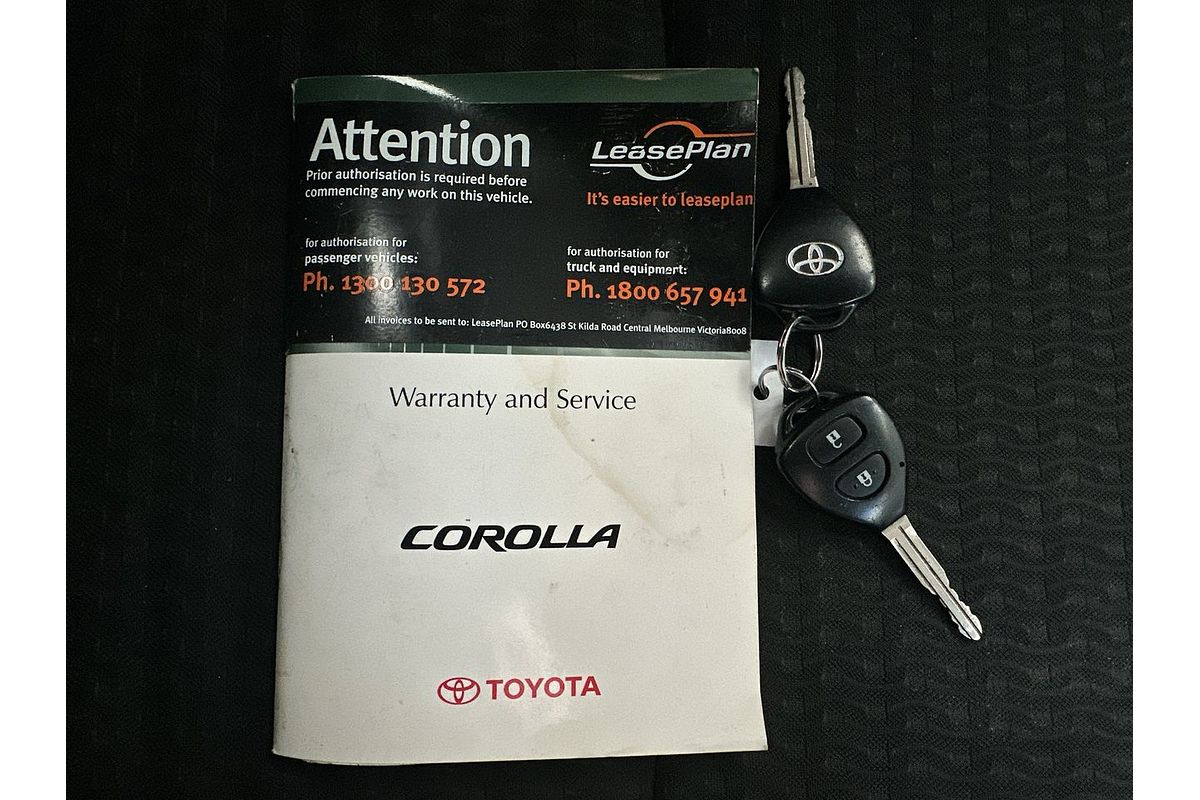 Attention
Prior authorisation is required before
commencing any work on this vehicle.
LeasePlan
It's easier to leaseplan
for authorisation for
passenger vehicles:
Ph. 1300 130 572
for authorisation for
truck and equipment:
Ph. 1800 657 941
All invoices to be sent to: LeasePlan PO Box6438 St Kilda Road Central Melbourne Victoria8008
Warranty and Service
COROLLA
TOYOTA